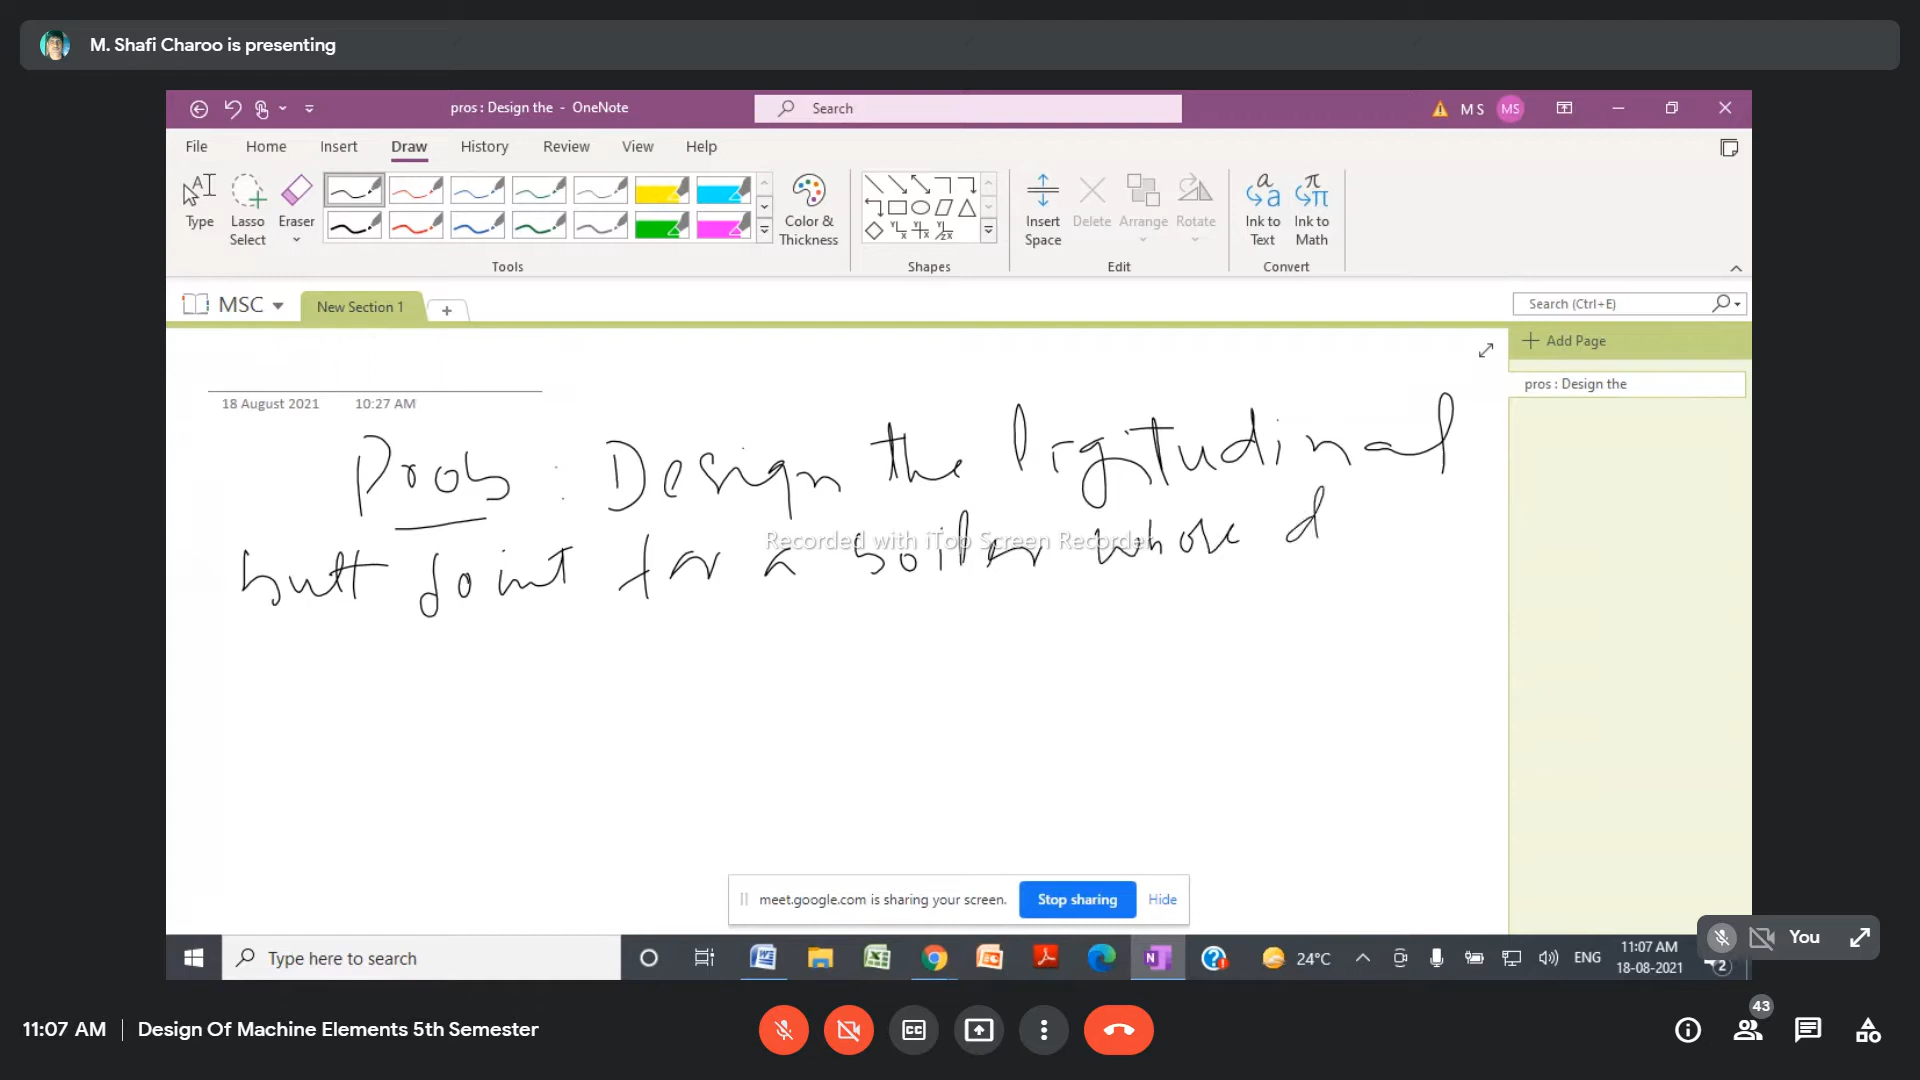 M. Shafi Charoo is presenting
pros : Design the - OneNote
Search
M S
MS
File Home Insert Draw History Review View Help
Type
Lasso Select
Eraser
Color & Thickness
Insert Space
Delete
Arrange
Rotate
Ink to Text
Ink to Math
Tools
Shapes
Edit
Convert
MSC
New Section 1
Search (Ctrl+E)
Add Page
pros : Design the
18 August 2021 10:27 AM
Prob : Design the lrgitudinal
butt Joint for a boiler whose d
Recorded with iTop Screen Recorder
meet.google.com is sharing your screen.
Stop sharing
Hide
Type here to search
24°C
ENG
11:07 AM
18-08-2021
2
You
11:07 AM | Design Of Machine Elements 5th Semester
CC
43